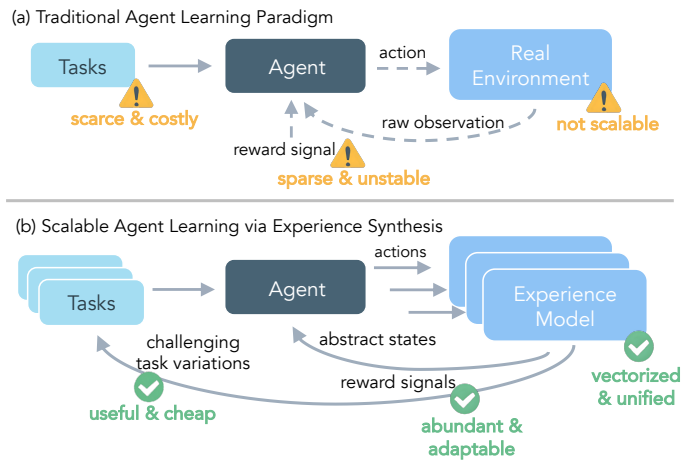 (a) Traditional Agent Learning Paradigm
Tasks
scarce & costly
Agent
action
Real
Environment
not scalable
raw observation
reward signal
sparse & unstable
(b) Scalable Agent Learning via Experience Synthesis
Tasks
Agent
actions
Experience
Model
vectorized
& unified
abstract states
challenging
task variations
reward signals
useful & cheap
abundant &
adaptable